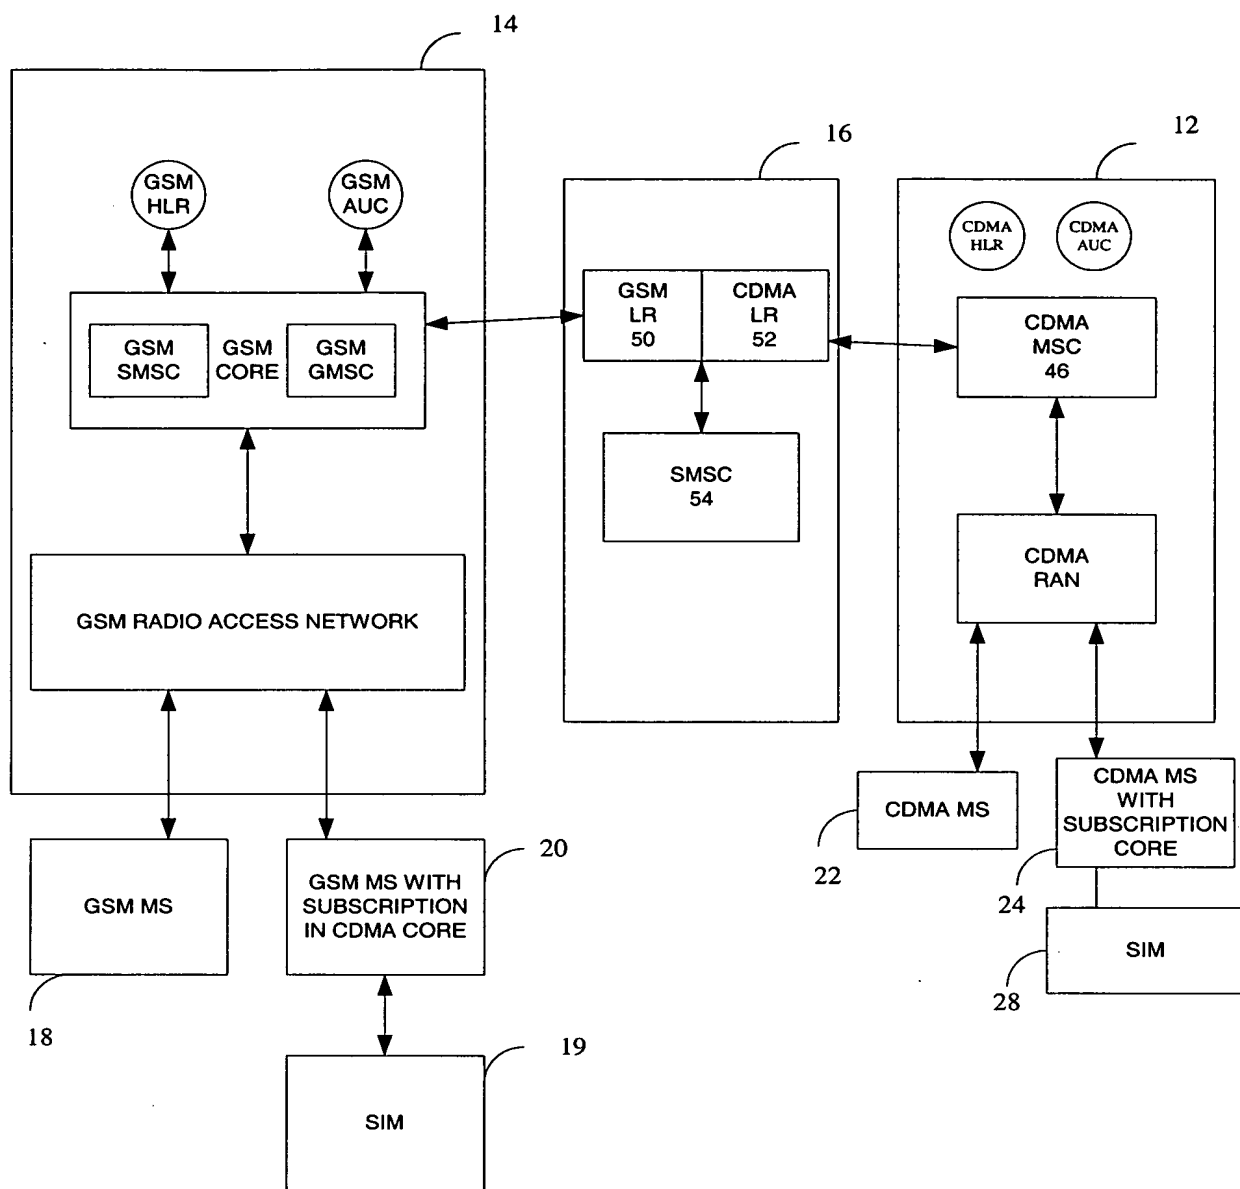 14
16
12
GSM
HLR
GSM
AUC
CDMA
HLR
CDMA
AUC
GSM
SMSC
GSM
CORE
GSM
GMSC
GSM
LR
50
CDMA
LR
52
CDMA
MSC
46
SMSC
54
CDMA
RAN
GSM RADIO ACCESS NETWORK
CDMA MS
22
CDMA MS
WITH
SUBSCRIPTION
CORE
24
GSM MS
18
GSM MS WITH
SUBSCRIPTION
IN CDMA CORE
20
SIM
28
SIM
19